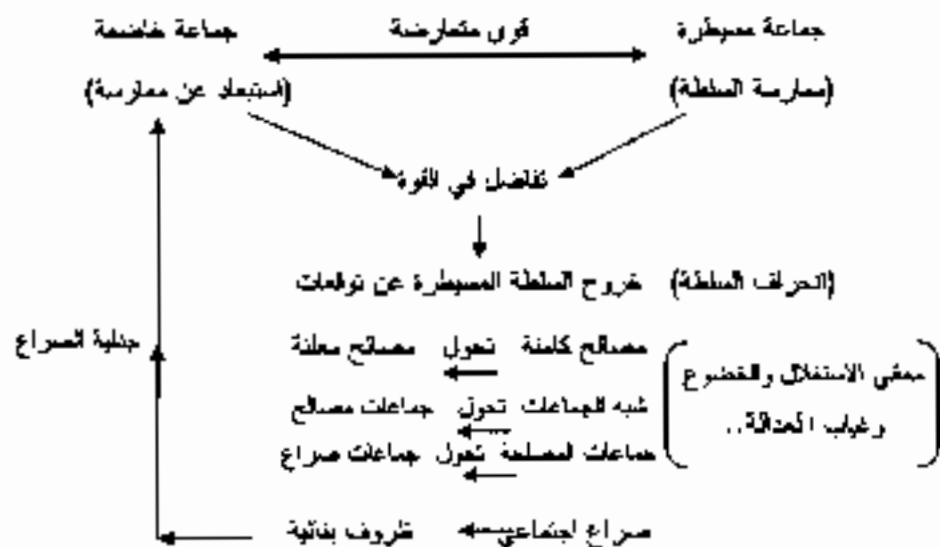 جماعة مسيطرة قوى متعارضة جماعة خاضعة
(ممارسة السلطة) (استبعاد عن ممارسة)
تفاضل في القوة
(انحراف السلطة) خروج السلطة المسيطرة عن توقعات
مصالح كامنة تحول مصالح معلنة
جدلية الصراع
معنى الاستغلال والخضوع
وغياب العدالة..
شبه الجماعات تحول جماعات مصالح
جماعات المصلحة تحول جماعات صراع
صراع اجتماعي ظروف بنائية